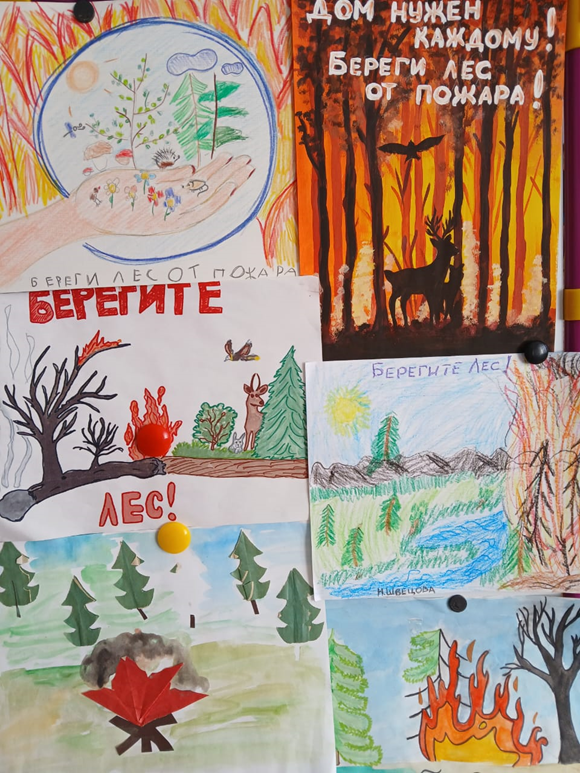 ДОМ НУЖЕН
КАЖДОМУ!
БЕРЕГИ ЛЕС
ОТ ПОЖАРА!
БЕРЕГИ ЛЕС ОТ ПОЖАРА
БЕРЕГИТЕ
ЛЕС!
БЕРЕГИТЕ ЛЕС!
Н.ШВЕЦОВА